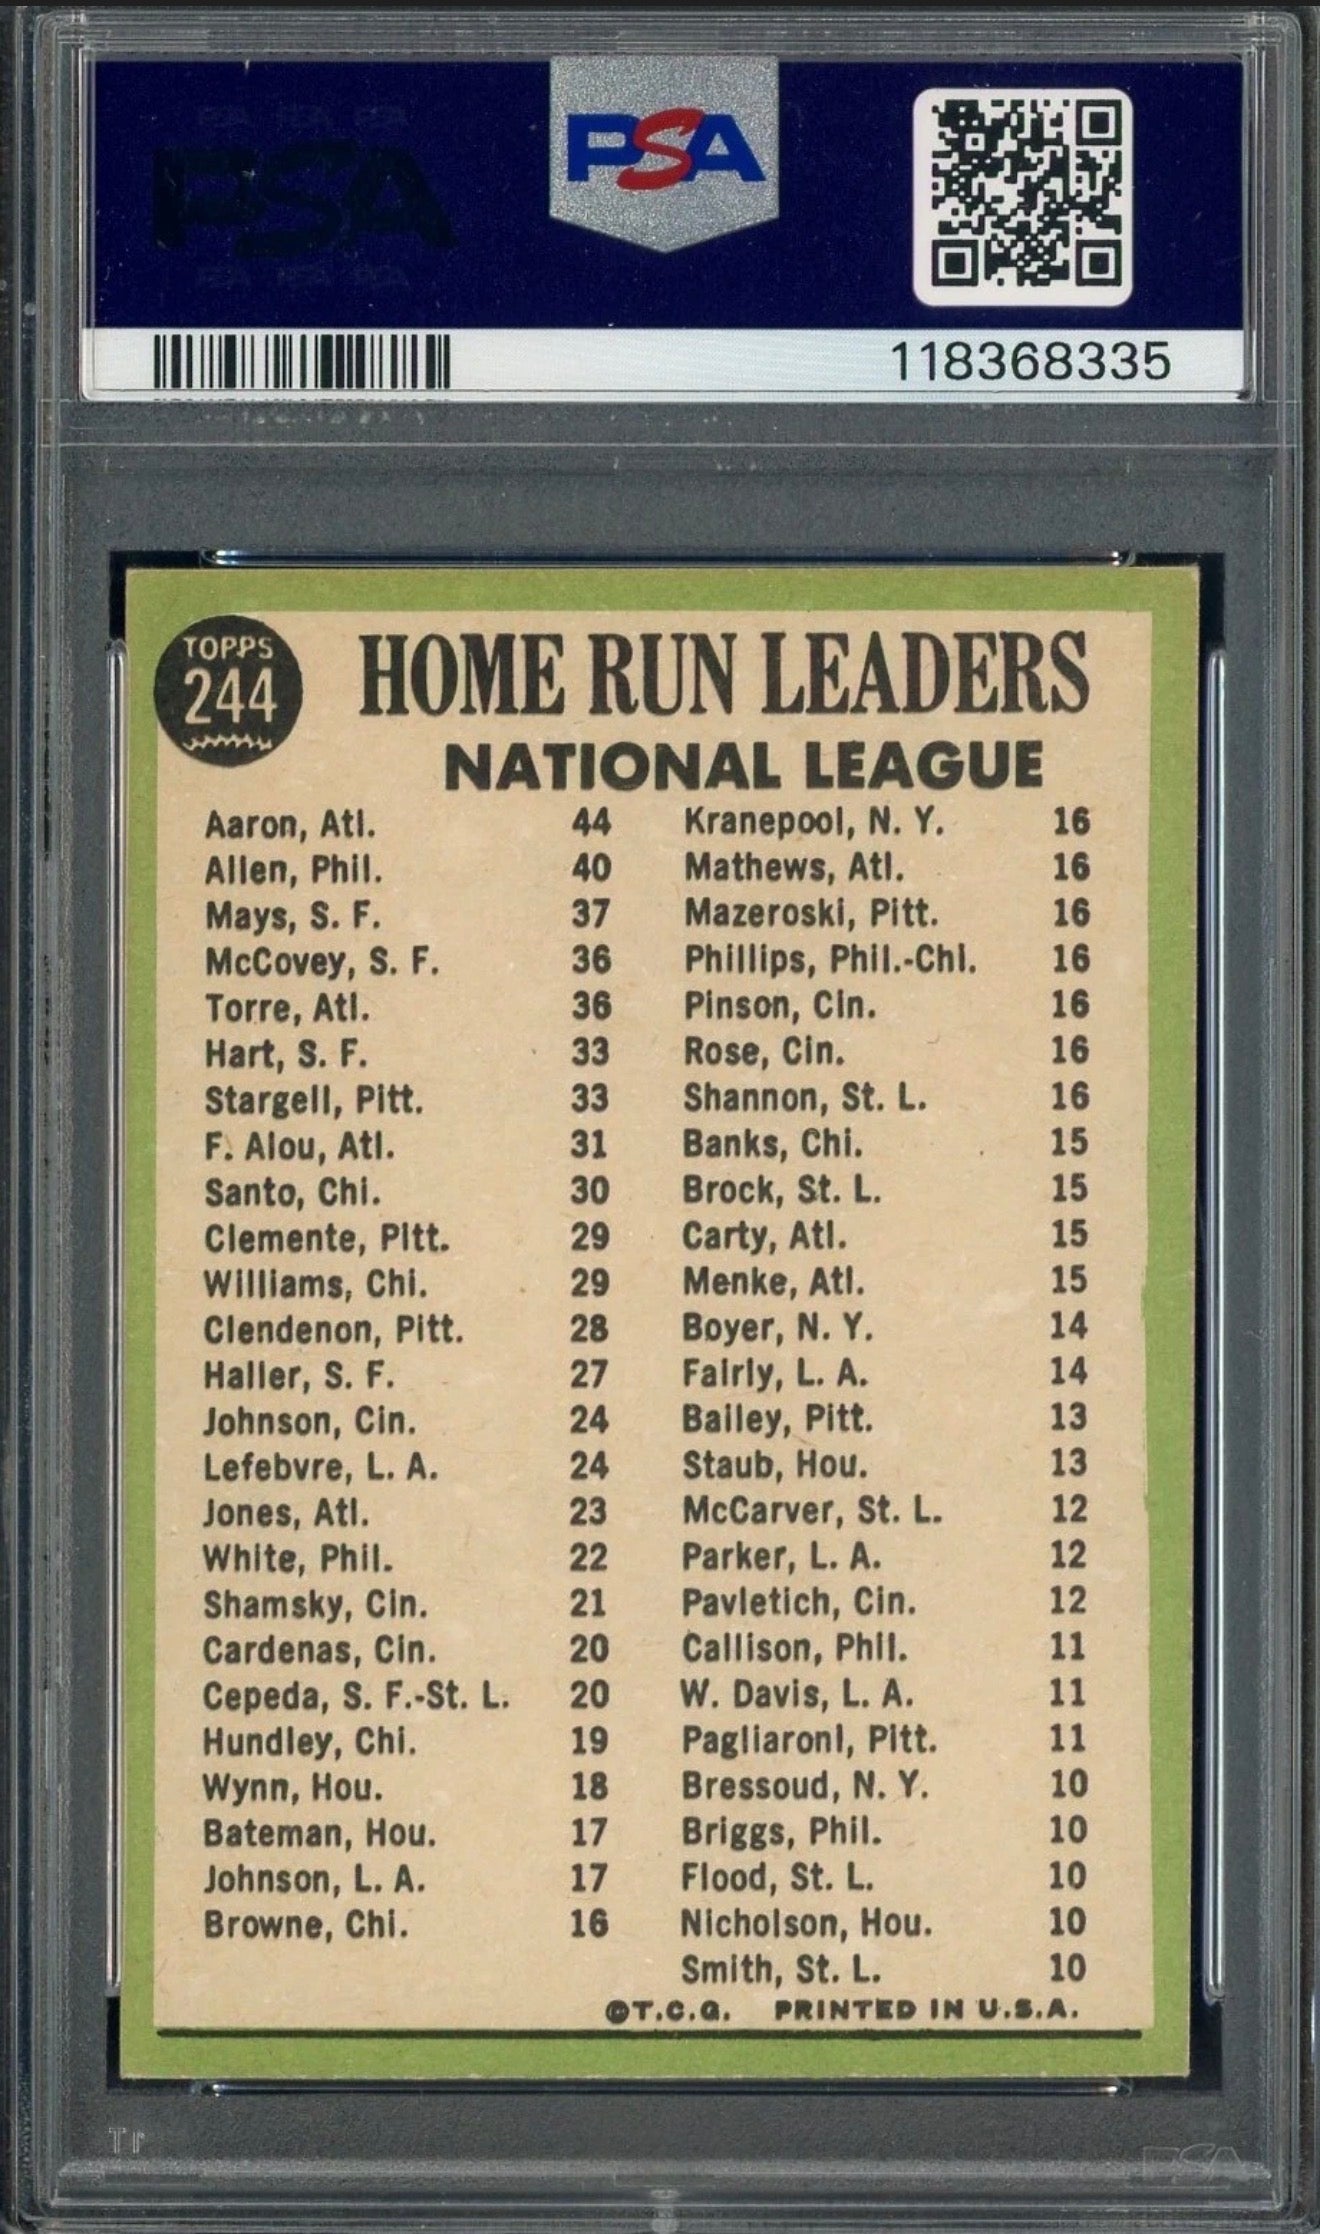 PSA
PSA
118368335
TOPPS
244
HOME RUN LEADERS
NATIONAL LEAGUE
Aaron, Atl. 44
Allen, Phil. 40
Mays, S. F. 37
McCovey, S. F. 36
Torre, Atl. 36
Hart, S. F. 33
Stargell, Pitt. 33
F. Alou, Atl. 31
Santo, Chi. 30
Clemente, Pitt. 29
Williams, Chi. 29
Clendenon, Pitt. 28
Haller, S. F. 27
Johnson, Cin. 24
Lefebvre, L. A. 24
Jones, Atl. 23
White, Phil. 22
Shamsky, Cin. 21
Cardenas, Cin. 20
Cepeda, S. F.-St. L. 20
Hundley, Chi. 19
Wynn, Hou. 18
Bateman, Hou. 17
Johnson, L. A. 17
Browne, Chi. 16
Kranepool, N. Y. 16
Mathews, Atl. 16
Mazeroski, Pitt. 16
Phillips, Phil.-Chi. 16
Pinson, Cin. 16
Rose, Cin. 16
Shannon, St. L. 16
Banks, Chi. 15
Brock, St. L. 15
Carty, Atl. 15
Menke, Atl. 15
Boyer, N. Y. 14
Fairly, L. A. 14
Bailey, Pitt. 13
Staub, Hou. 13
McCarver, St. L. 12
Parker, L. A. 12
Pavletich, Cin. 12
Callison, Phil. 11
W. Davis, L. A. 11
Pagliaroni, Pitt. 11
Bressoud, N. Y. 10
Briggs, Phil. 10
Flood, St. L. 10
Nicholson, Hou. 10
Smith, St. L. 10
©T.C.G. PRINTED IN U.S.A.
PSA